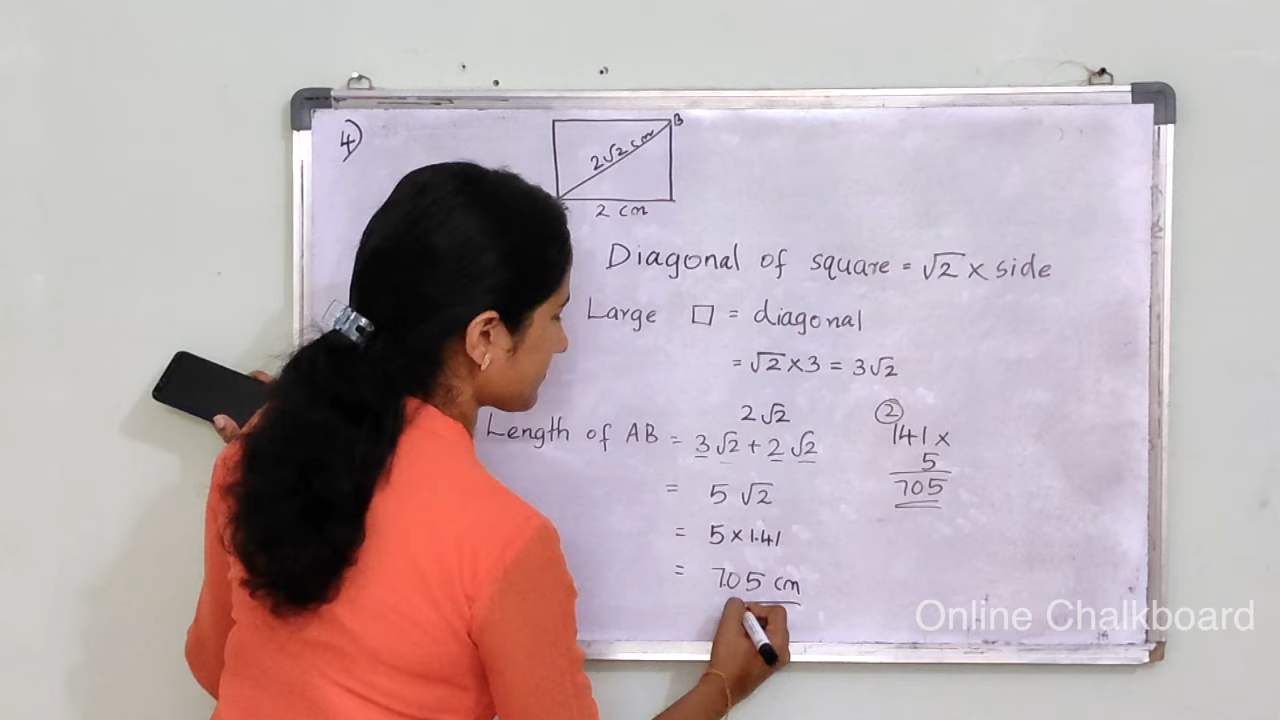 4)
B
2√2 cm
2 cm
Diagonal of square = √2 x side
Large □ = diagonal
= √2 x 3 = 3√2
2√2
Length of AB = 3√2 + 2√2
= 5√2
= 5 x 1.41
= 7.05 cm
②
141 x
5
705
Online Chalkboard